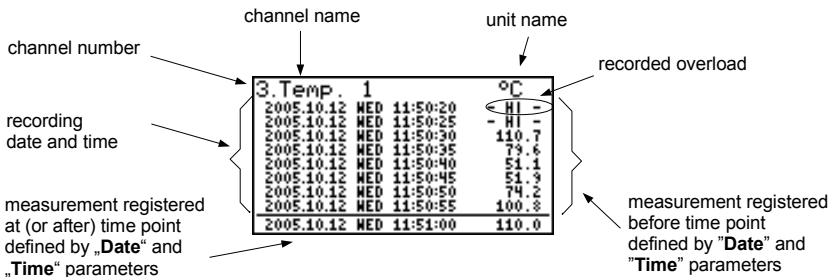 channel name
unit name
channel number
recorded overload
3.Temp. 1 °C
2005.10.12 WED 11:50:20 - HI -
2005.10.12 WED 11:50:25 - HI -
2005.10.12 WED 11:50:30 110.7
2005.10.12 WED 11:50:35 79.6
2005.10.12 WED 11:50:40 51.1
2005.10.12 WED 11:50:45 51.9
2005.10.12 WED 11:50:50 74.2
2005.10.12 WED 11:50:55 100.8
2005.10.12 WED 11:51:00 110.0
recording
date and time
measurement registered
at (or after) time point
defined by „Date“ and
„Time“ parameters
measurement registered
before time point
defined by ”Date” and
”Time” parameters